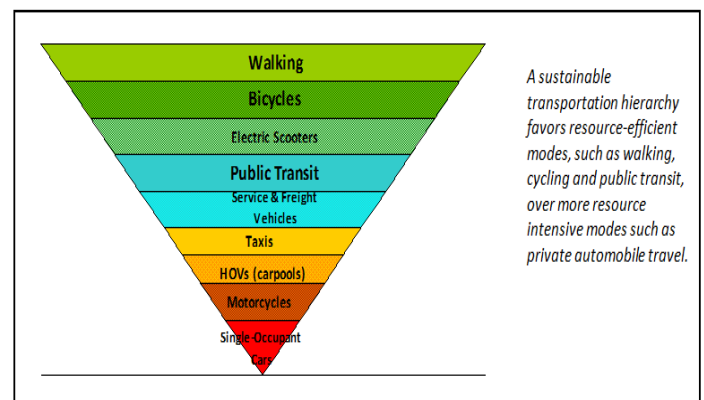 Walking
Bicycles
Electric Scooters
Public Transit
Service & Freight
Vehicles
Taxis
HOVs (carpools)
Motorcycles
Single-Occupant
Cars
A sustainable
transportation hierarchy
favors resource-efficient
modes, such as walking,
cycling and public transit,
over more resource
intensive modes such as
private automobile travel.